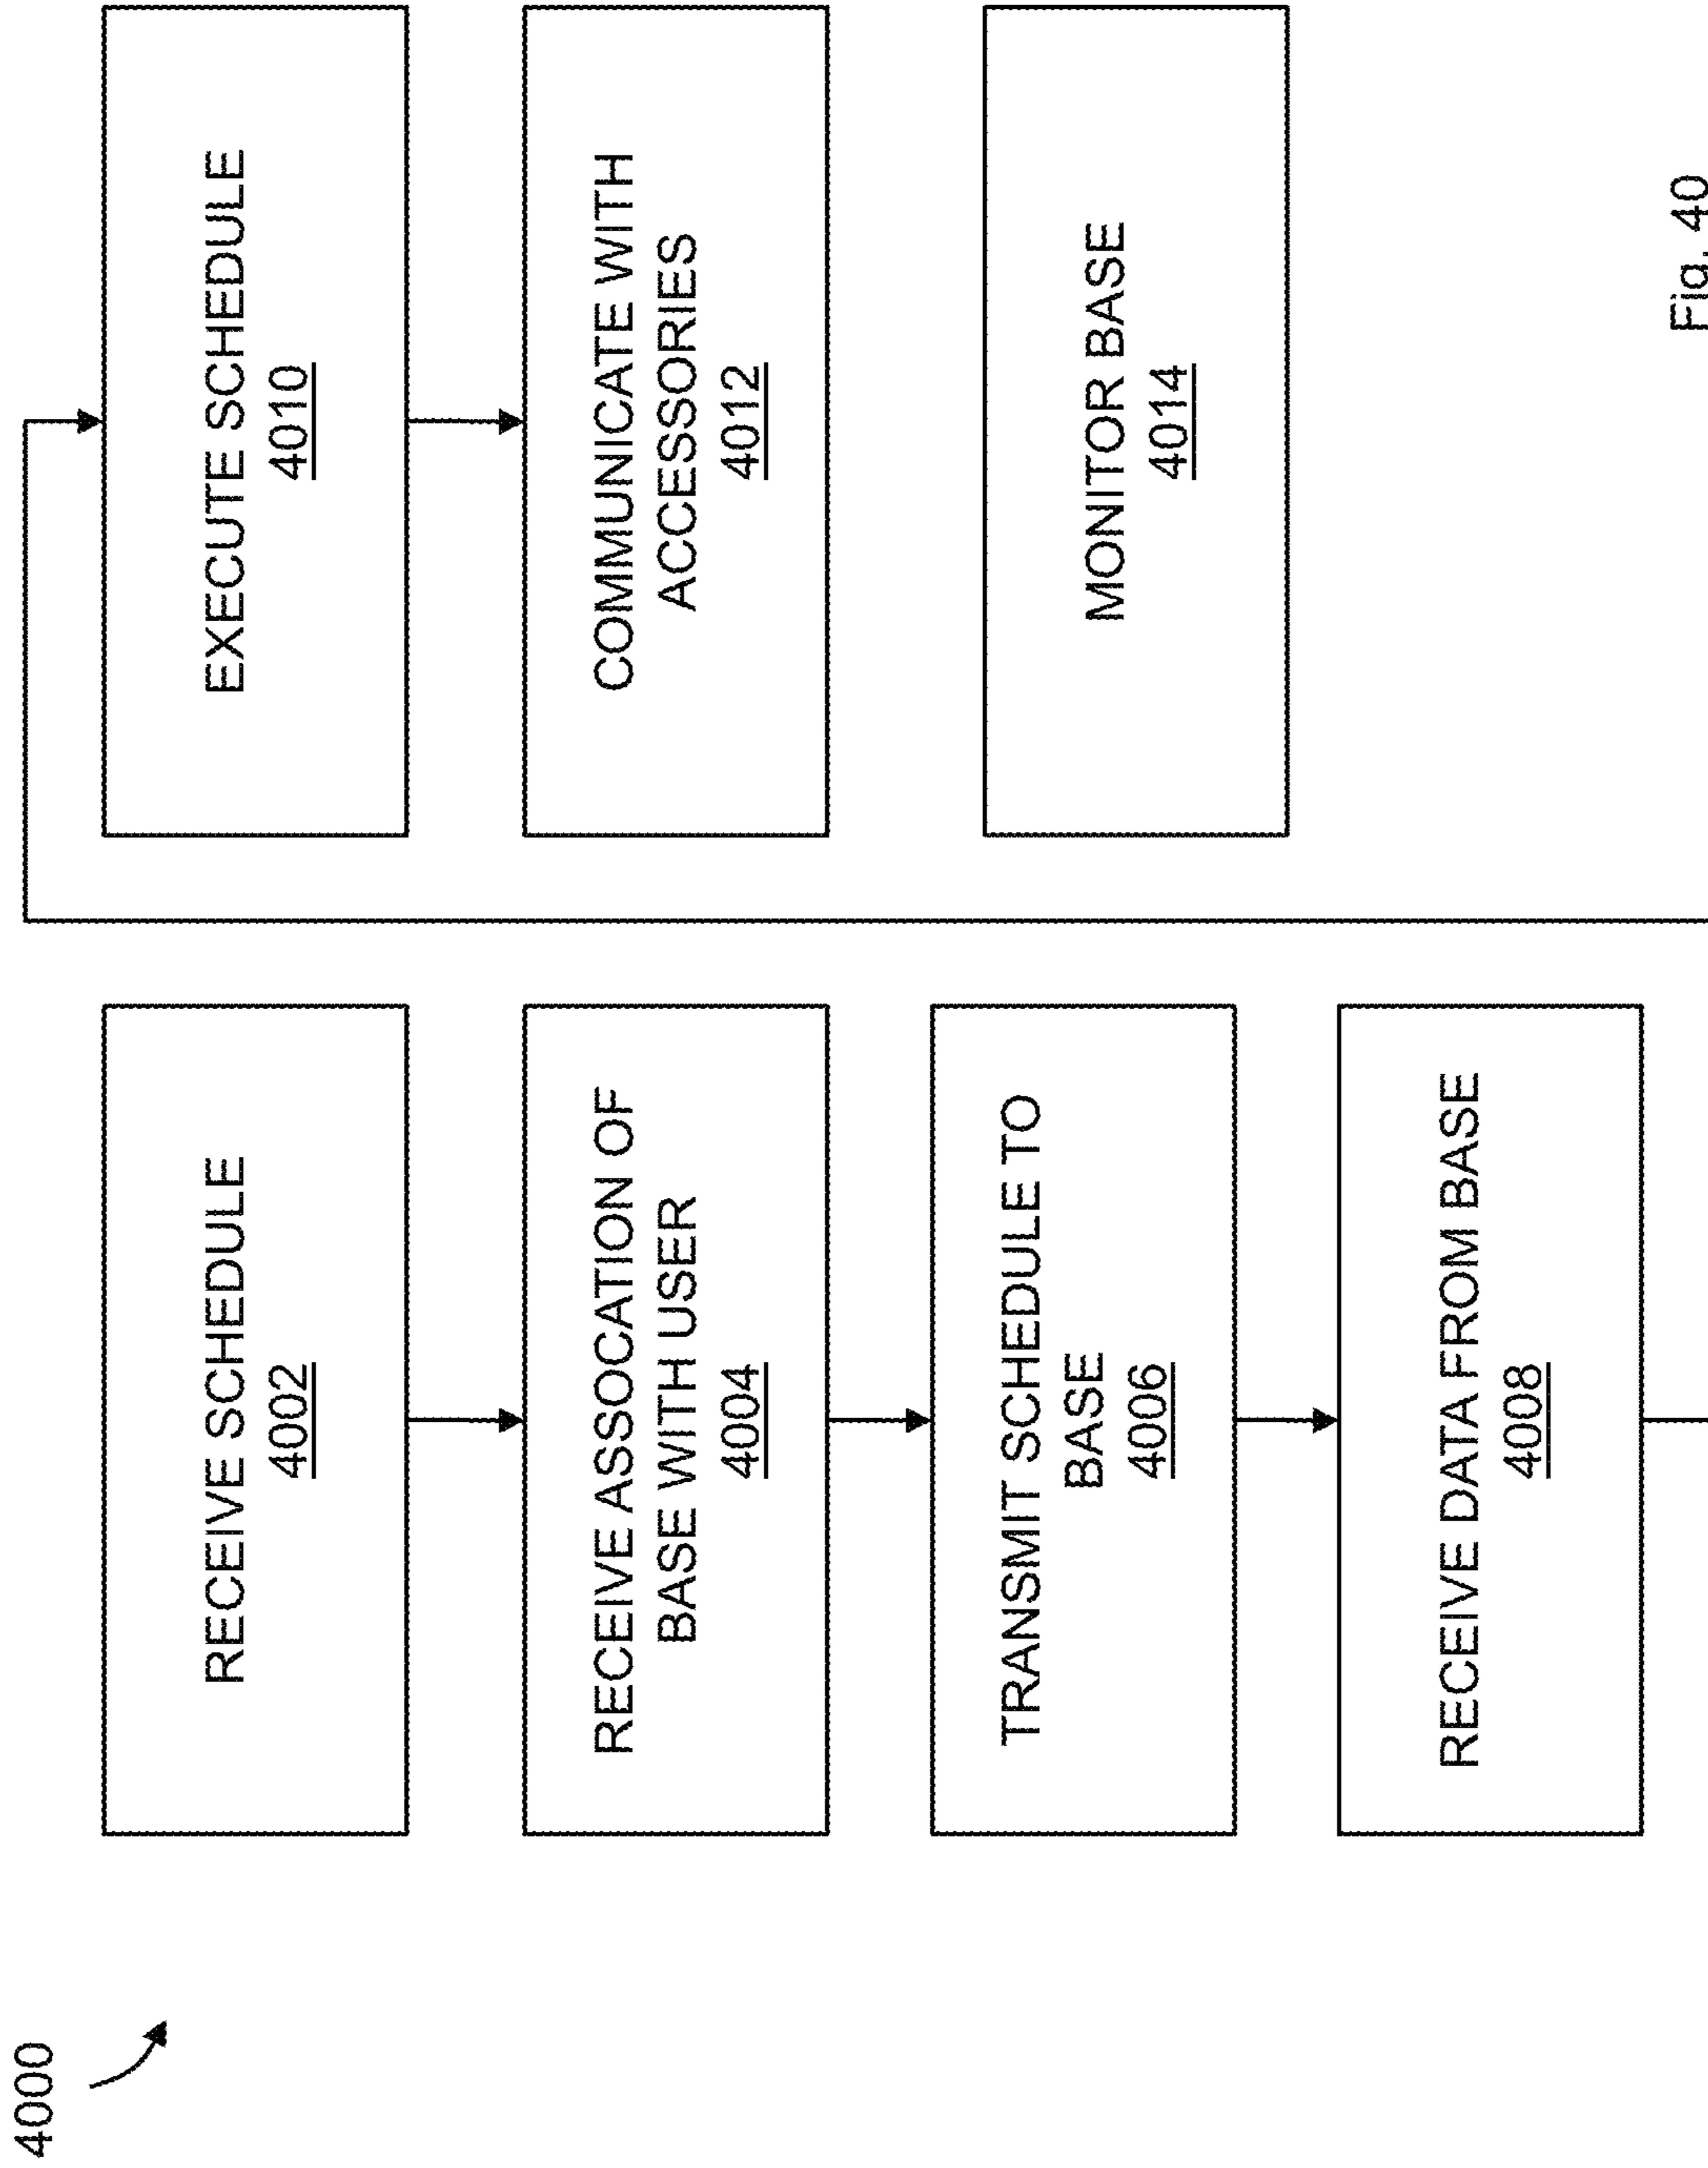 4000
RECEIVE SCHEDULE
4002
RECEIVE ASSOCATION OF
BASE WITH USER
4004
TRANSMIT SCHEDULE TO
BASE
4006
RECEIVE DATA FROM BASE
4008
EXECUTE SCHEDULE
4010
COMMUNICATE WITH
ACCESSORIES
4012
MONITOR BASE
4014
Fig. 40